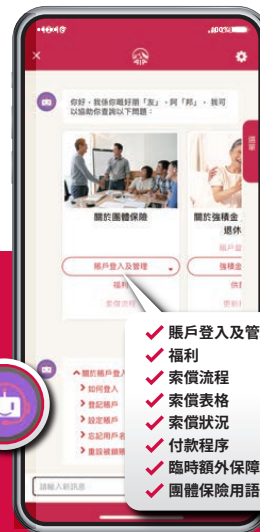 AIA
你好，我係你嘅好朋「友」、阿「邦」，我可
以協助你查詢以下問題：
選單
關於團體保險
關於強積金
退休
賬戶登入及管理
強積金
福利
索償流程
關於賬戶登入
如何登入
登記賬戶
設定賬戶
忘記用戶名
重設被鎖賬
請輸入新訊息
賬戶登入及管
福利
索償流程
索償表格
索償狀況
付款程序
臨時額外保障
團體保險用語